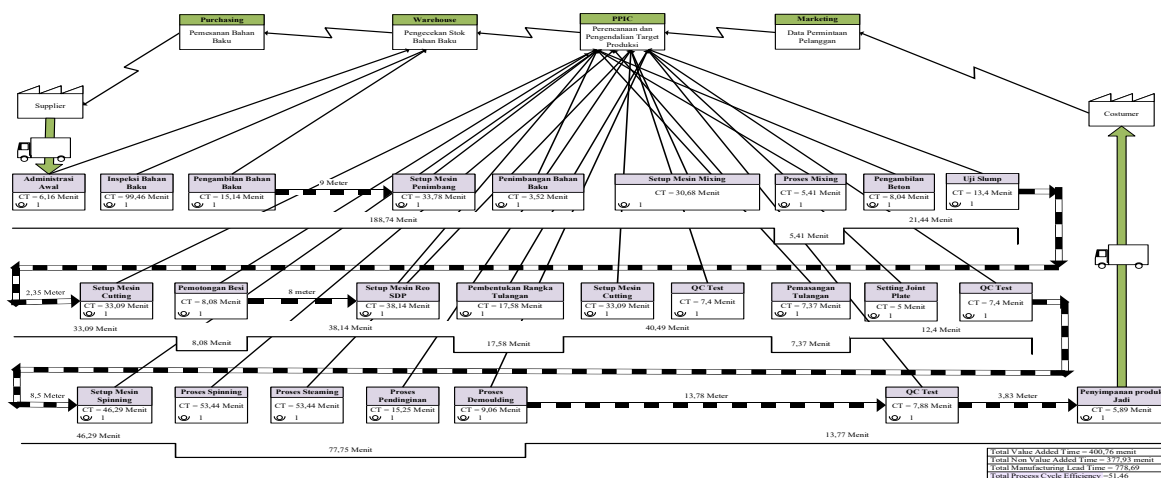 Purchasing
Pemesanan Bahan
Baku
Warehouse
Pengecekan Stok
Bahan Baku
PPIC
Perencanaan dan
Pengendalian Target
Produksi
Marketing
Data Permintaan
Pelanggan
Supplier
Costumer
Administrasi
Awal
CT = 6,16 Menit
1
Inspeksi Bahan
Baku
CT = 99,46 Menit
1
Pengambilan Bahan
Baku
CT = 15,14 Menit
1
9 Meter
Setup Mesin
Penimbang
CT = 33,78 Menit
1
Penimbangan Bahan
Baku
CT = 3,52 Menit
1
Setup Mesin Mixing
CT = 30,68 Menit
1
Proses Mixing
CT = 5,41 Menit
1
Pengambilan
Beton
CT = 8,04 Menit
1
Uji Slump
CT = 13,4 Menit
1
188,74 Menit
5,41 Menit
21,44 Menit
2,35 Meter
Setup Mesin
Cutting
CT = 33,09 Menit
1
Pemotongan Besi
CT = 8,08 Menit
1
8 meter
Setup Mesin Reo
SDP
CT = 38,14 Menit
1
Pembentukan Rangka
Tulangan
CT = 17,58 Menit
1
Setup Mesin
Cutting
CT = 33,09 Menit
1
QC Test
CT = 7,4 Menit
1
Pemasangan
Tulangan
CT = 7,37 Menit
1
Setting Joint
Plate
CT = 5 Menit
1
QC Test
CT = 7,4 Menit
1
33,09 Menit
8,08 Menit
38,14 Menit
17,58 Menit
40,49 Menit
7,37 Menit
12,4 Menit
8,5 Meter
Setup Mesin
Spinning
CT = 46,29 Menit
1
Proses Spinning
CT = 53,44 Menit
1
Proses Steaming
CT = 53,44 Menit
1
Proses
Pendinginan
CT = 15,25 Menit
1
Proses
Demoulding
CT = 9,06 Menit
1
13,78 Meter
QC Test
CT = 7,88 Menit
1
3,83 Meter
Penyimpanan produk
Jadi
CT = 5,89 Menit
1
46,29 Menit
77,75 Menit
13,77 Menit
Total Value Added Time = 400,76 menit
Total Non Value Added Time = 377,93 menit
Total Manufacturing Lead Time = 778,69
Total Process Cycle Efficiency =51,46